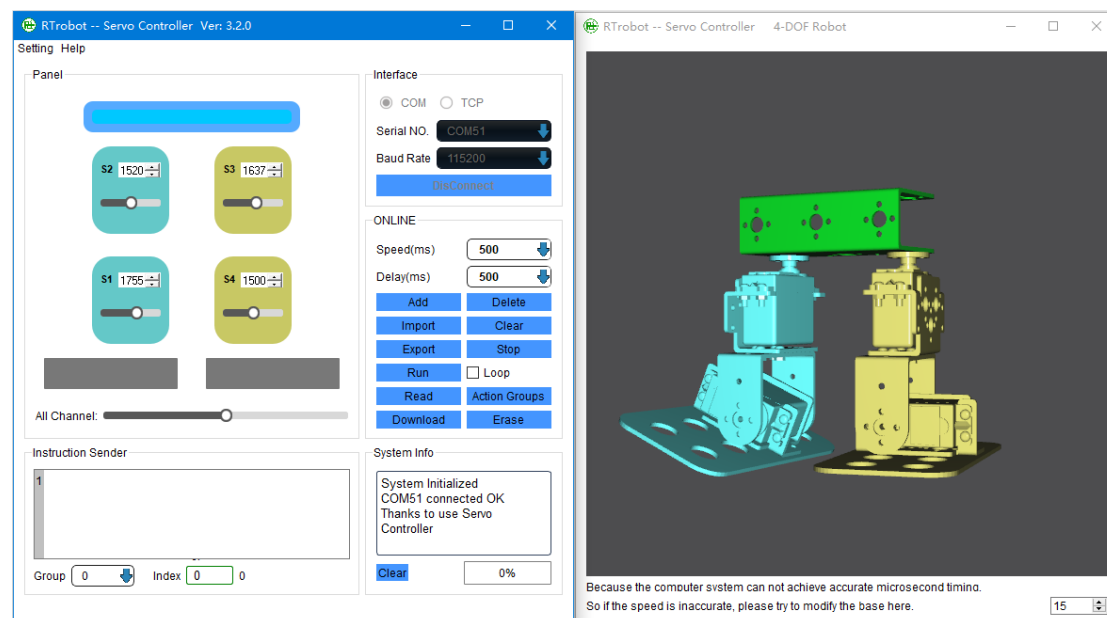 RTrobot -- Servo Controller Ver: 3.2.0
Setting Help
Panel
S2 1520
S3 1637
S1 1755
S4 1500
All Channel:
Interface
COM TCP
Serial NO. COM51
Baud Rate 115200
DisConnect
ONLINE
Speed(ms) 500
Delay(ms) 500
Add Delete
Import Clear
Export Stop
Run Loop
Read Action Groups
Download Erase
Instruction Sender
1
Group 0 Index 0 0
System Info
System Initialized
COM51 connected OK
Thanks to use Servo
Controller
Clear 0%
RTrobot -- Servo Controller 4-DOF Robot
Because the computer system can not achieve accurate microsecond timing.
So if the speed is inaccurate, please try to modify the base here. 15